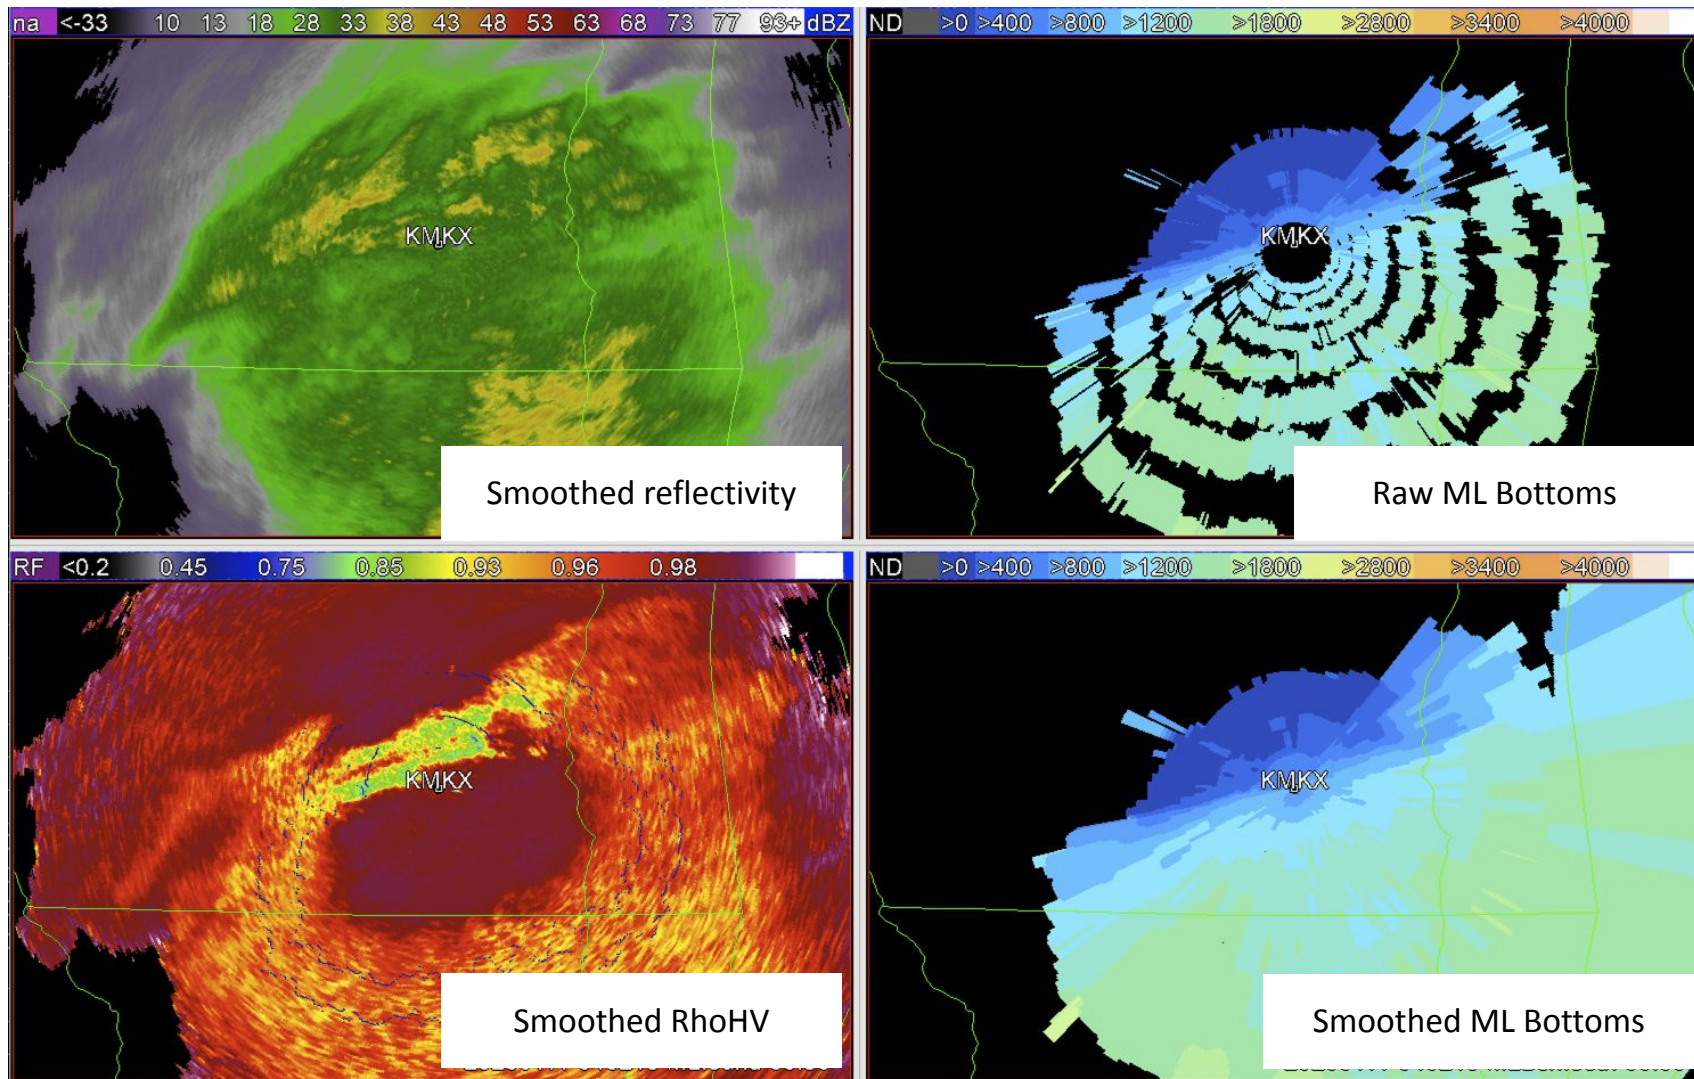 na <-33 10 13 18 28 33 38 43 48 53 63 68 73 77 93+ dBZ
KMKX
Smoothed reflectivity
ND >0 >400 >800 >1200 >1800 >2800 >3400 >4000
KMKX
Raw ML Bottoms
RF <0.2 0.45 0.75 0.85 0.93 0.96 0.98
KMKX
Smoothed RhoHV
ND >0 >400 >800 >1200 >1800 >2800 >3400 >4000
KMKX
Smoothed ML Bottoms